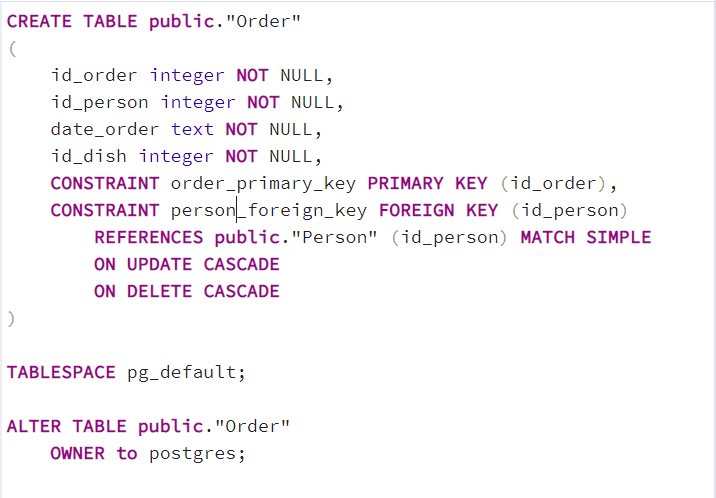 CREATE TABLE public."Order"
(
    id_order integer NOT NULL,
    id_person integer NOT NULL,
    date_order text NOT NULL,
    id_dish integer NOT NULL,
    CONSTRAINT order_primary_key PRIMARY KEY (id_order),
    CONSTRAINT person_foreign_key FOREIGN KEY (id_person)
        REFERENCES public."Person" (id_person) MATCH SIMPLE
        ON UPDATE CASCADE
        ON DELETE CASCADE
)
TABLESPACE pg_default;
ALTER TABLE public."Order"
    OWNER to postgres;